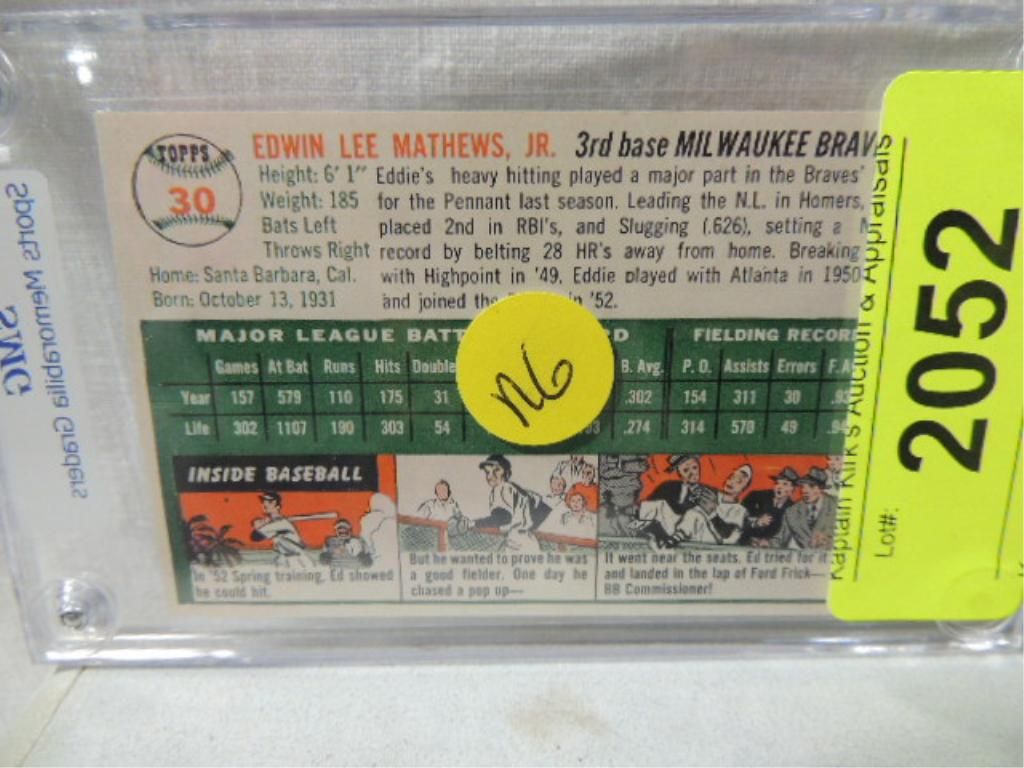 TOPPS
30
EDWIN LEE MATHEWS, JR. 3rd base MILWAUKEE BRAV
Height: 6' 1"
Weight: 185
Bats Left
Throws Right
Home: Santa Barbara, Cal.
Born: October 13, 1931
Eddie's heavy hitting played a major part in the Braves'
for the Pennant last season. Leading the N.L. in Homers,
placed 2nd in RBI's, and Slugging (.626), setting a
record by belting 28 HR's away from home. Breaking
with Highpoint in '49, Eddie played with Atlanta in 1950
and joined the in '52.
MAJOR LEAGUE BATT D FIELDING RECORD
Games At Bat Runs Hits Double B. Avg. P. O. Assists Errors F. A
Year 157 579 110 175 31 .302 154 311 30 .93
Life 302 1107 190 303 54 .274 314 570 49 .94
INSIDE BASEBALL
In '52 Spring training, Ed showed
he could hit.
But he wanted to prove he was
a good fielder. One day he
chased a pop up—
It went near the seats. Ed tried for it
and landed in the lap of Ford Frick—
BB Commissioner!
N6
Kaptain Kirk's Auction & Appraisals
Lot#:
2052
Sports Memorabilia Graders
SMG